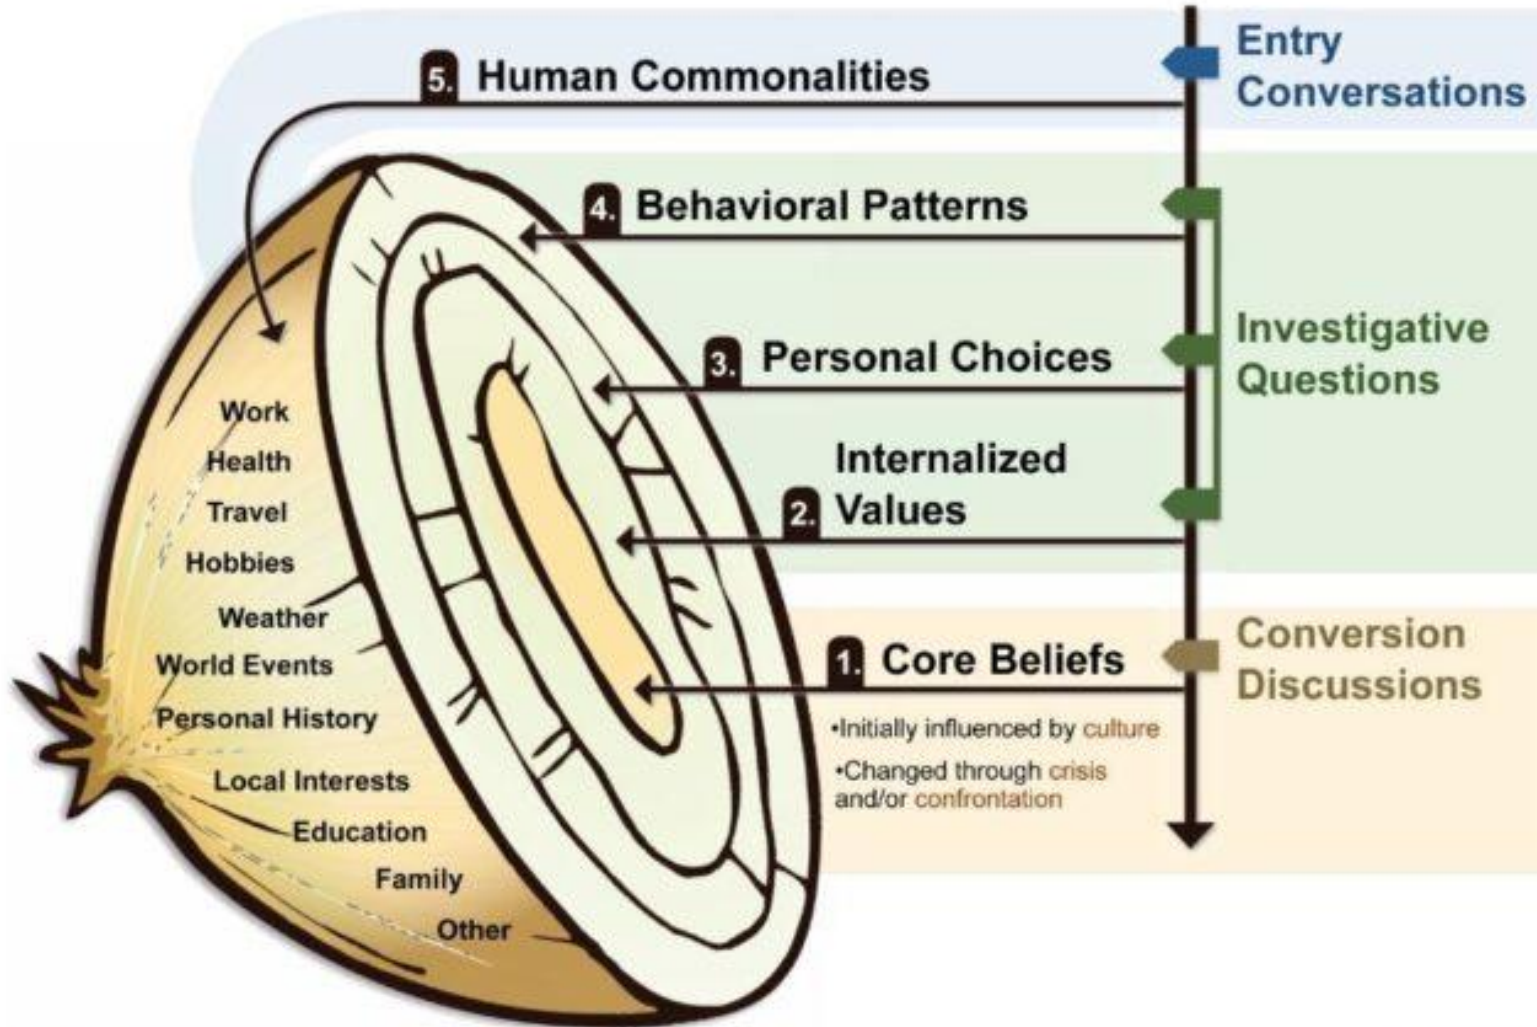 5. Human Commonalities
Entry
Conversations
4. Behavioral Patterns
3. Personal Choices
Internalized
2. Values
Investigative
Questions
1. Core Beliefs
•Initially influenced by culture
•Changed through crisis
and/or confrontation
Conversion
Discussions
Work
Health
Travel
Hobbies
Weather
World Events
Personal History
Local Interests
Education
Family
Other